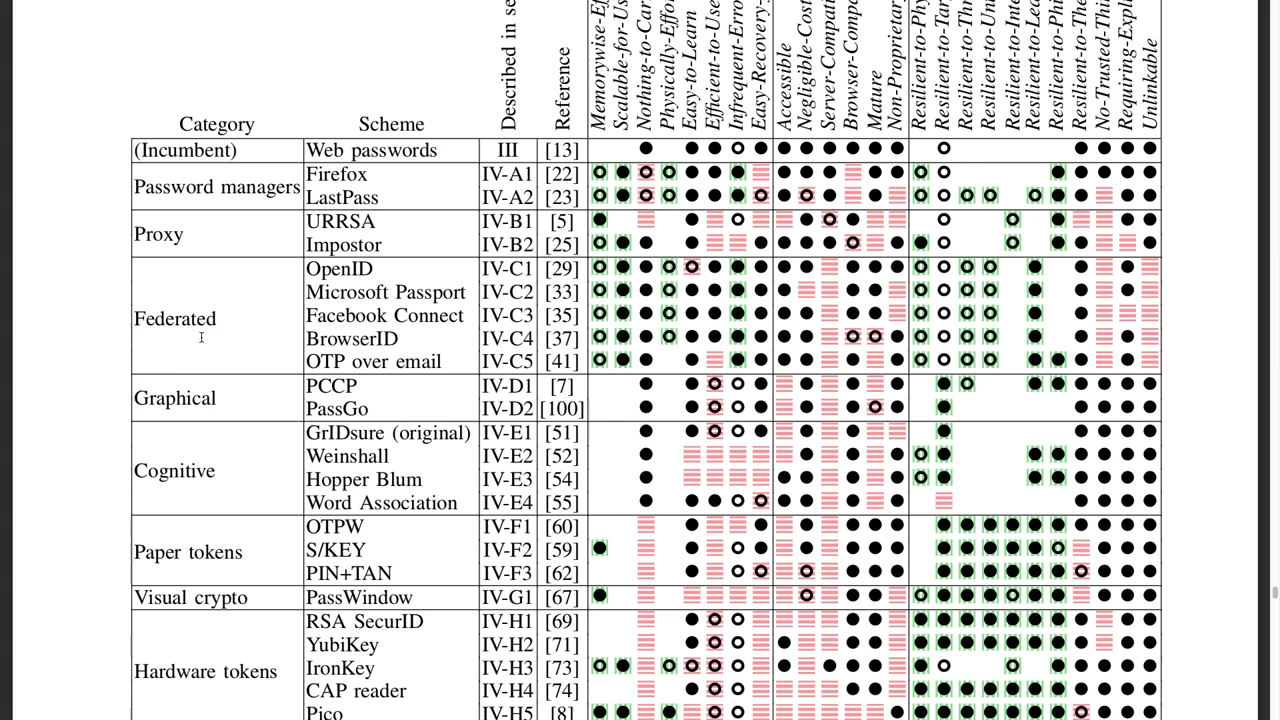 Category Scheme
Described in se
Reference
Memorywise-Ef
Scalable-for-Us
Nothing-to-Car
Physically-Effor
Easy-to-Learn
Efficient-to-Use
Infrequent-Erro
Easy-Recovery-
Accessible
Negligible-Cost
Server-Compati
Browser-Compa
Mature
Non-Proprietary
Resilient-to-Phy
Resilient-to-Tar
Resilient-to-Thr
Resilient-to-Un
Resilient-to-Inte
Resilient-to-Lea
Resilient-to-Phi
Resilient-to-The
No-Trusted-Thi
Requiring-Expl
Unlinkable
(Incumbent) Web passwords III [13]
Password managers
Firefox IV-A1 [22]
LastPass IV-A2 [23]
Proxy
URRSA IV-B1 [5]
Impostor IV-B2 [25]
Federated
OpenID IV-C1 [29]
Microsoft Passport IV-C2 [33]
Facebook Connect IV-C3 [35]
BrowserID IV-C4 [37]
OTP over email IV-C5 [41]
Graphical
PCCP IV-D1 [7]
PassGo IV-D2 [100]
Cognitive
GrIDsure (original) IV-E1 [51]
Weinshall IV-E2 [52]
Hopper Blum IV-E3 [54]
Word Association IV-E4 [55]
Paper tokens
OTPW IV-F1 [60]
S/KEY IV-F2 [59]
PIN+TAN IV-F3 [62]
Visual crypto PassWindow IV-G1 [67]
Hardware tokens
RSA SecurID IV-H1 [69]
YubiKey IV-H2 [71]
IronKey IV-H3 [73]
CAP reader IV-H4 [74]
Pico IV-H5 [8]